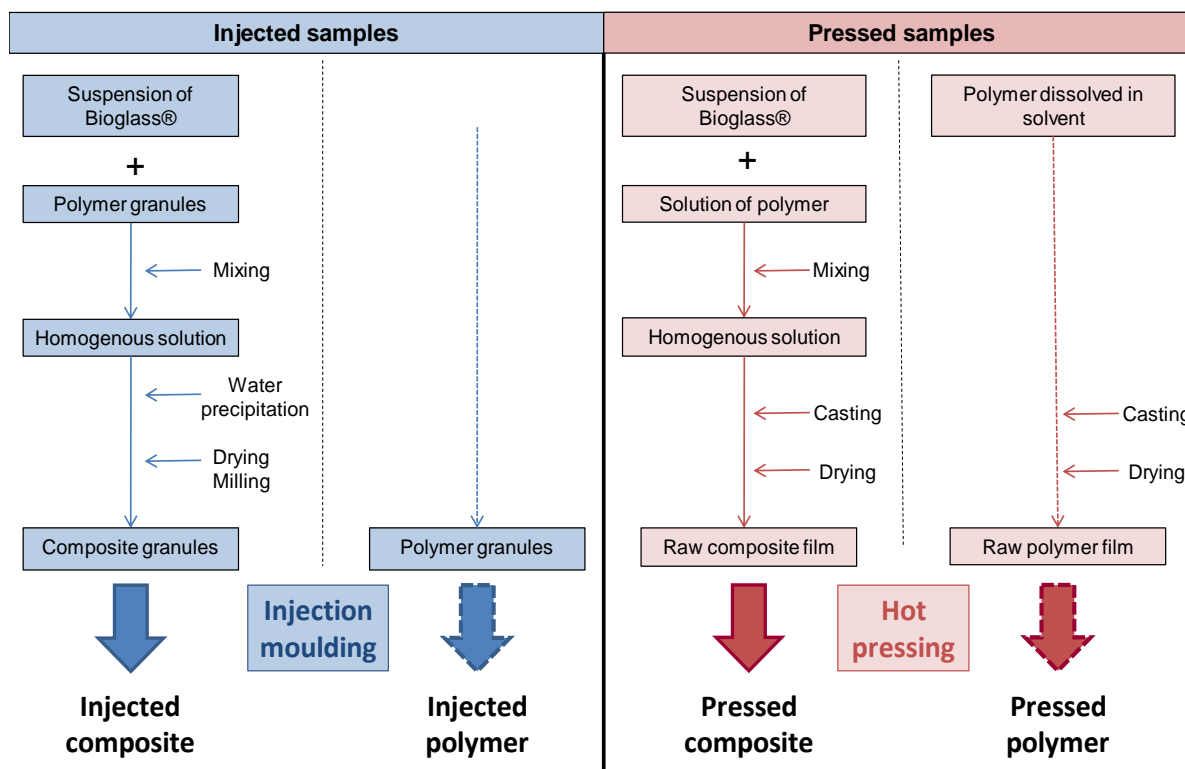 Injected samples
Pressed samples
Suspension of
Bioglass®
+
Polymer granules
Mixing
Homogenous solution
Water
precipitation
Drying
Milling
Composite granules
Polymer granules
Injection
moulding
Injected
composite
Injected
polymer
Suspension of
Bioglass®
+
Solution of polymer
Mixing
Homogenous solution
Casting
Drying
Raw composite film
Polymer dissolved in
solvent
Casting
Drying
Raw polymer film
Hot
pressing
Pressed
composite
Pressed
polymer